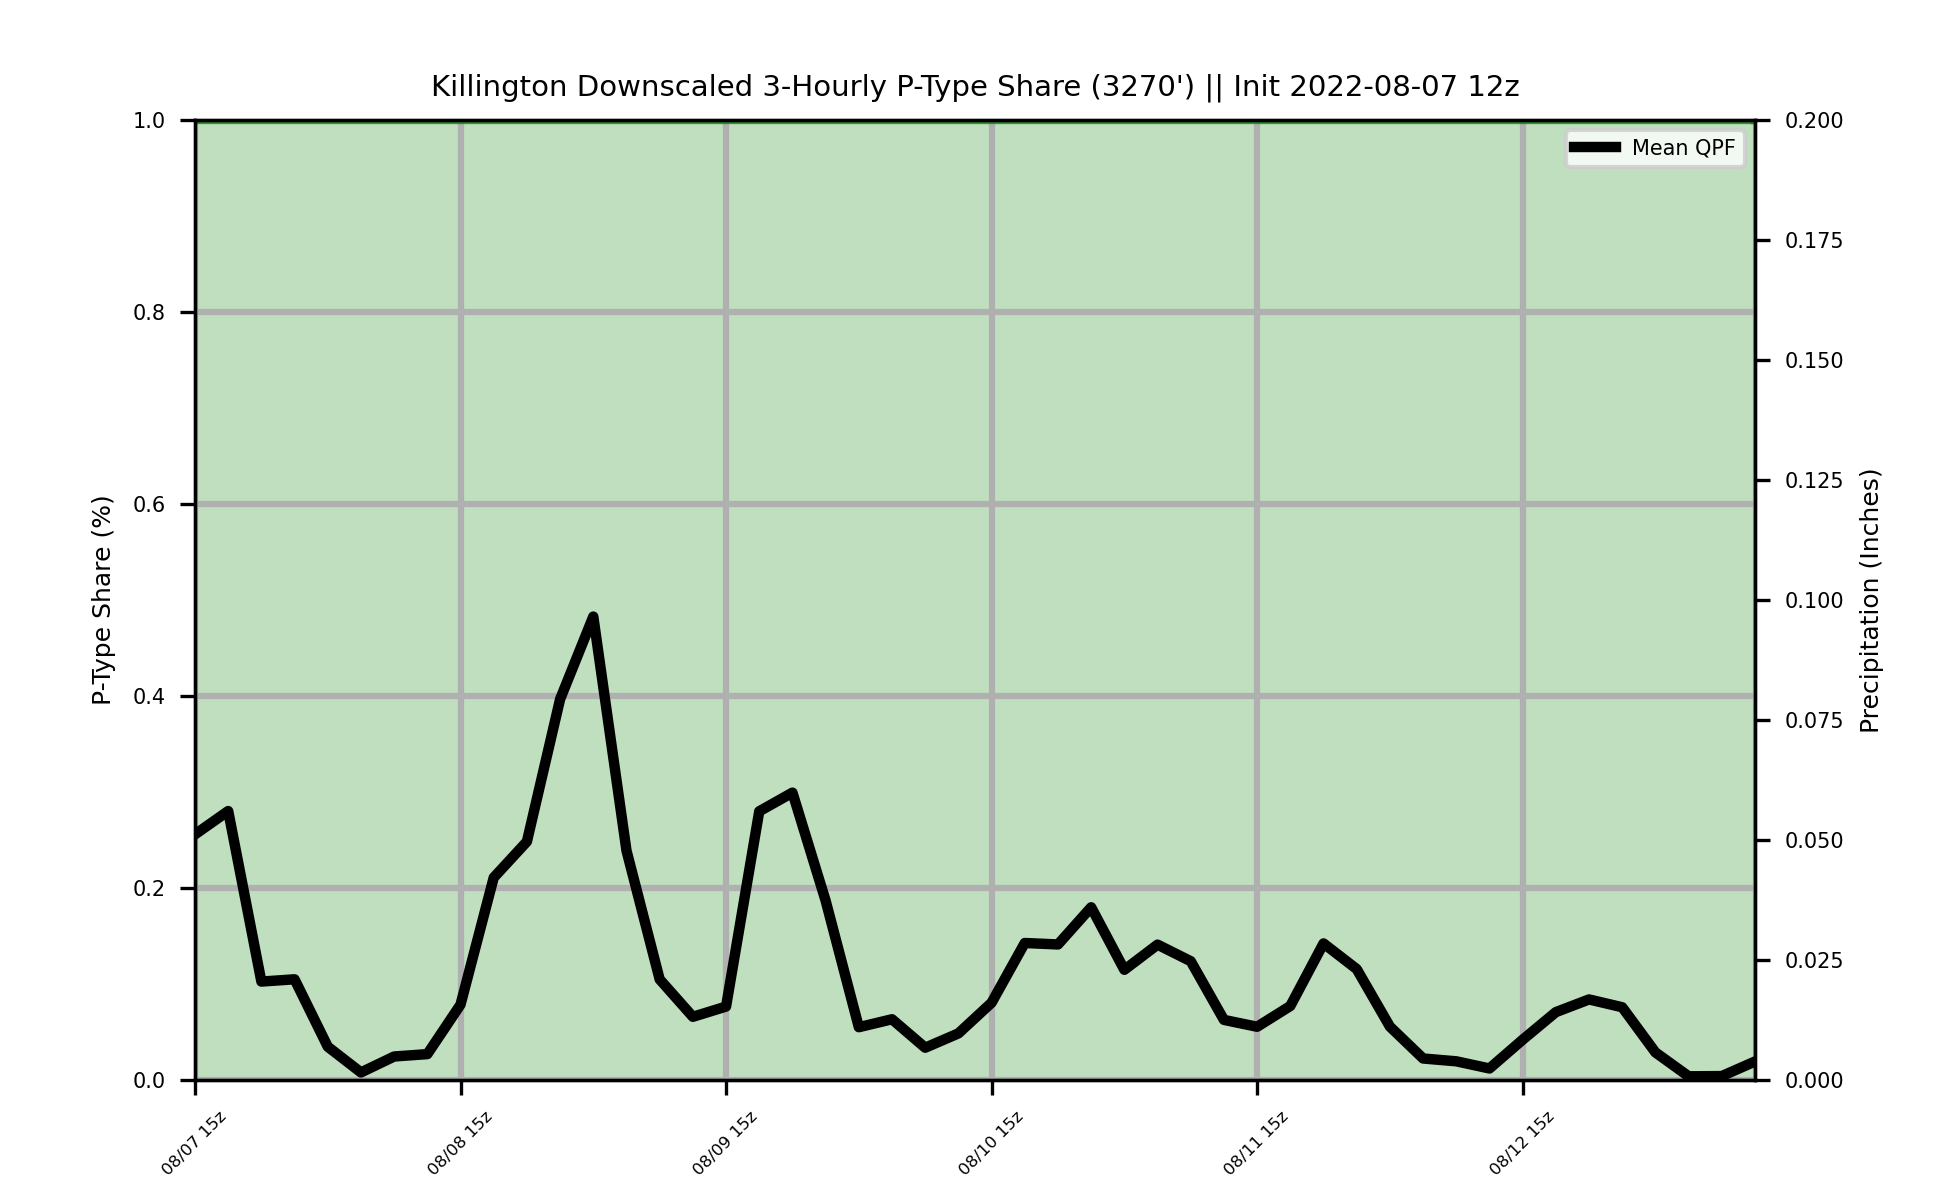 Killington Downscaled 3-Hourly P-Type Share (3270') || Init 2022-08-07 12z
Mean QPF
P-Type Share (%)
1.0
0.8
0.6
0.4
0.2
0.0
0.200
0.175
0.150
0.125
0.100
0.075
0.050
0.025
0.000
Precipitation (Inches)
08/07 15z
08/08 15z
08/09 15z
08/10 15z
08/11 15z
08/12 15z